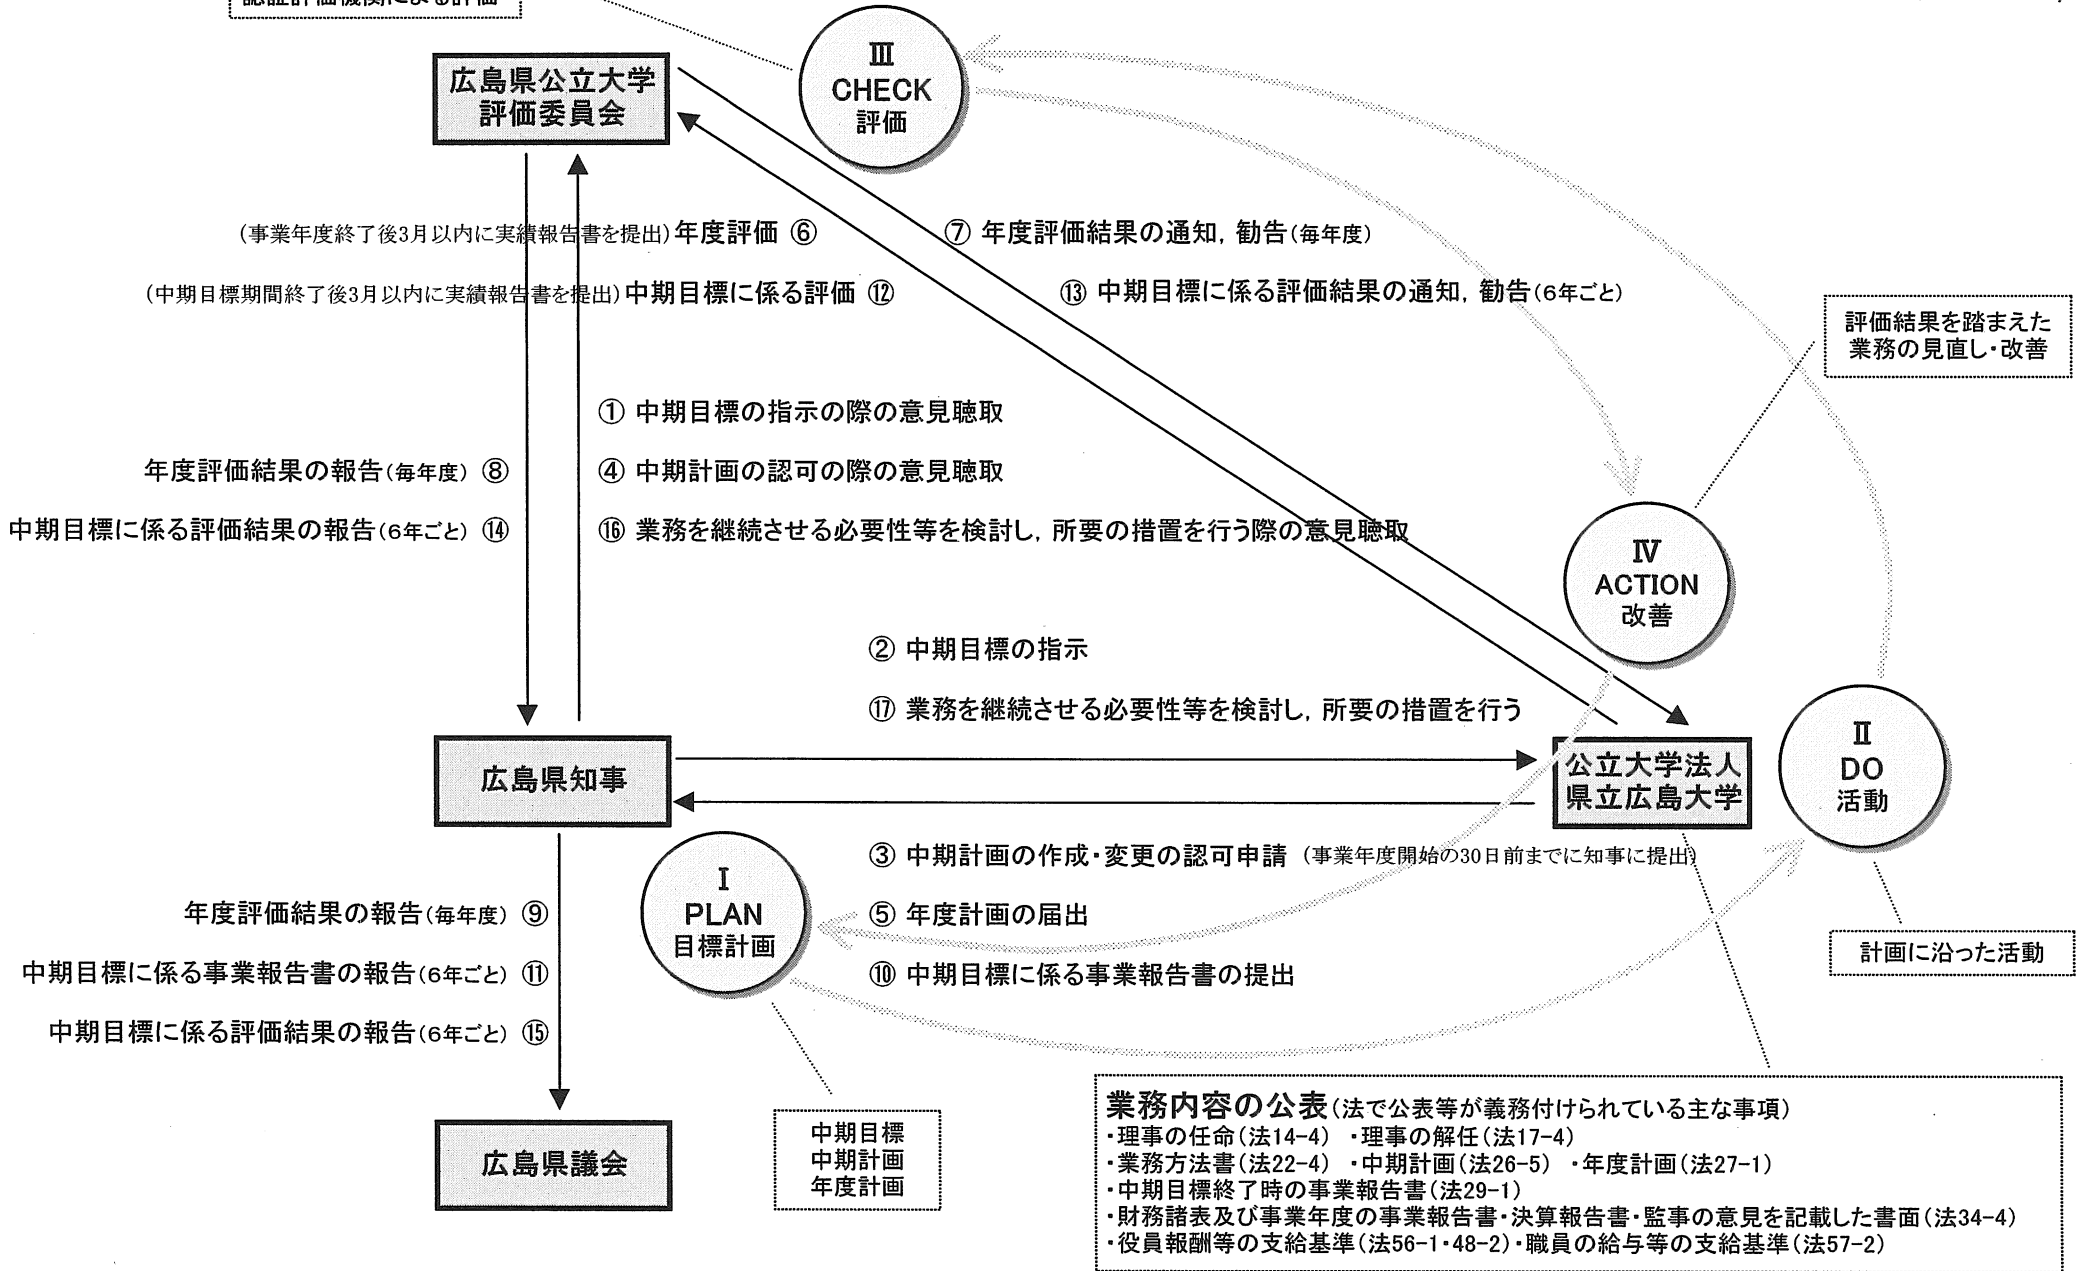 認証評価機関による評価
Ⅲ
CHECK
評価
広島県公立大学
評価委員会
(事業年度終了後3月以内に実績報告書を提出)年度評価 ⑥
⑦ 年度評価結果の通知，勧告(毎年度)
(中期目標期間終了後3月以内に実績報告書を提出)中期目標に係る評価 ⑫
⑬ 中期目標に係る評価結果の通知，勧告(6年ごと)
評価結果を踏まえた
業務の見直し・改善
① 中期目標の指示の際の意見聴取
年度評価結果の報告(毎年度) ⑧
④ 中期計画の認可の際の意見聴取
中期目標に係る評価結果の報告(6年ごと) ⑭
⑯ 業務を継続させる必要性等を検討し，所要の措置を行う際の意見聴取
Ⅳ
ACTION
改善
② 中期目標の指示
⑰ 業務を継続させる必要性等を検討し，所要の措置を行う
広島県知事
公立大学法人
県立広島大学
Ⅱ
DO
活動
③ 中期計画の作成・変更の認可申請 (事業年度開始の30日前までに知事に提出)
Ⅰ
PLAN
目標計画
年度評価結果の報告(毎年度) ⑨
⑤ 年度計画の届出
計画に沿った活動
中期目標に係る事業報告書の報告(6年ごと) ⑪
⑩ 中期目標に係る事業報告書の提出
中期目標に係る評価結果の報告(6年ごと) ⑮
広島県議会
中期目標
中期計画
年度計画
業務内容の公表(法で公表等が義務付けられている主な事項)
・理事の任命(法14-4) ・理事の解任(法17-4)
・業務方法書(法22-4) ・中期計画(法26-5) ・年度計画(法27-1)
・中期目標終了時の事業報告書(法29-1)
・財務諸表及び事業年度の事業報告書・決算報告書・監事の意見を記載した書面(法34-4)
・役員報酬等の支給基準(法56-1・48-2)・職員の給与等の支給基準(法57-2)